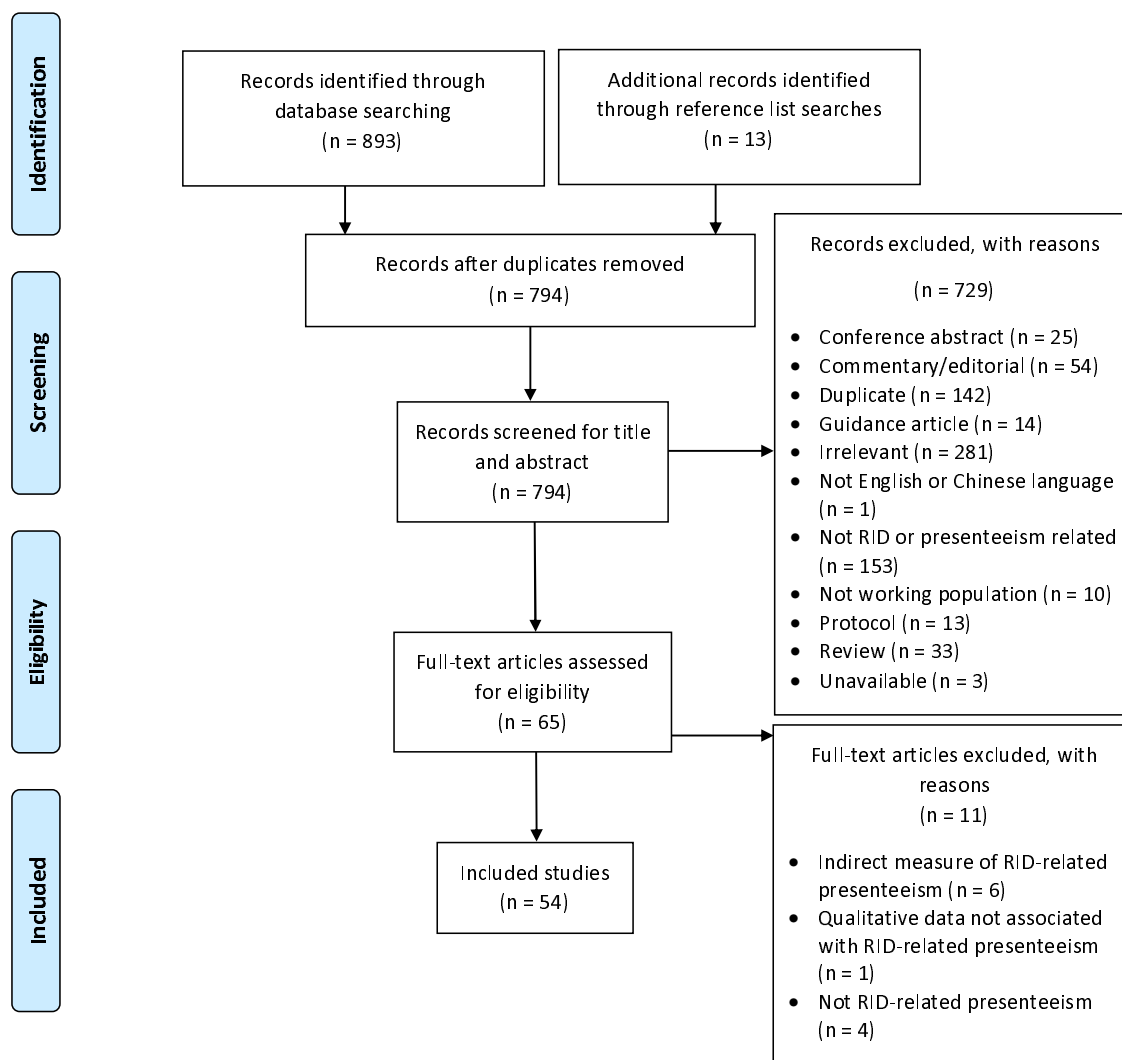 Identification
Records identified through
database searching
(n = 893)
Additional records identified
through reference list searches
(n = 13)
Records after duplicates removed
(n = 794)
Screening
Records screened for title
and abstract
(n = 794)
Records excluded, with reasons
(n = 729)
• Conference abstract (n = 25)
• Commentary/editorial (n = 54)
• Duplicate (n = 142)
• Guidance article (n = 14)
• Irrelevant (n = 281)
• Not English or Chinese language
(n = 1)
• Not RID or presenteeism related
(n = 153)
• Not working population (n = 10)
• Protocol (n = 13)
• Review (n = 33)
• Unavailable (n = 3)
Eligibility
Full-text articles assessed
for eligibility
(n = 65)
Full-text articles excluded, with
reasons
(n = 11)
• Indirect measure of RID-related
presenteeism (n = 6)
• Qualitative data not associated
with RID-related presenteeism
(n = 1)
• Not RID-related presenteeism
(n = 4)
Included
Included studies
(n = 54)